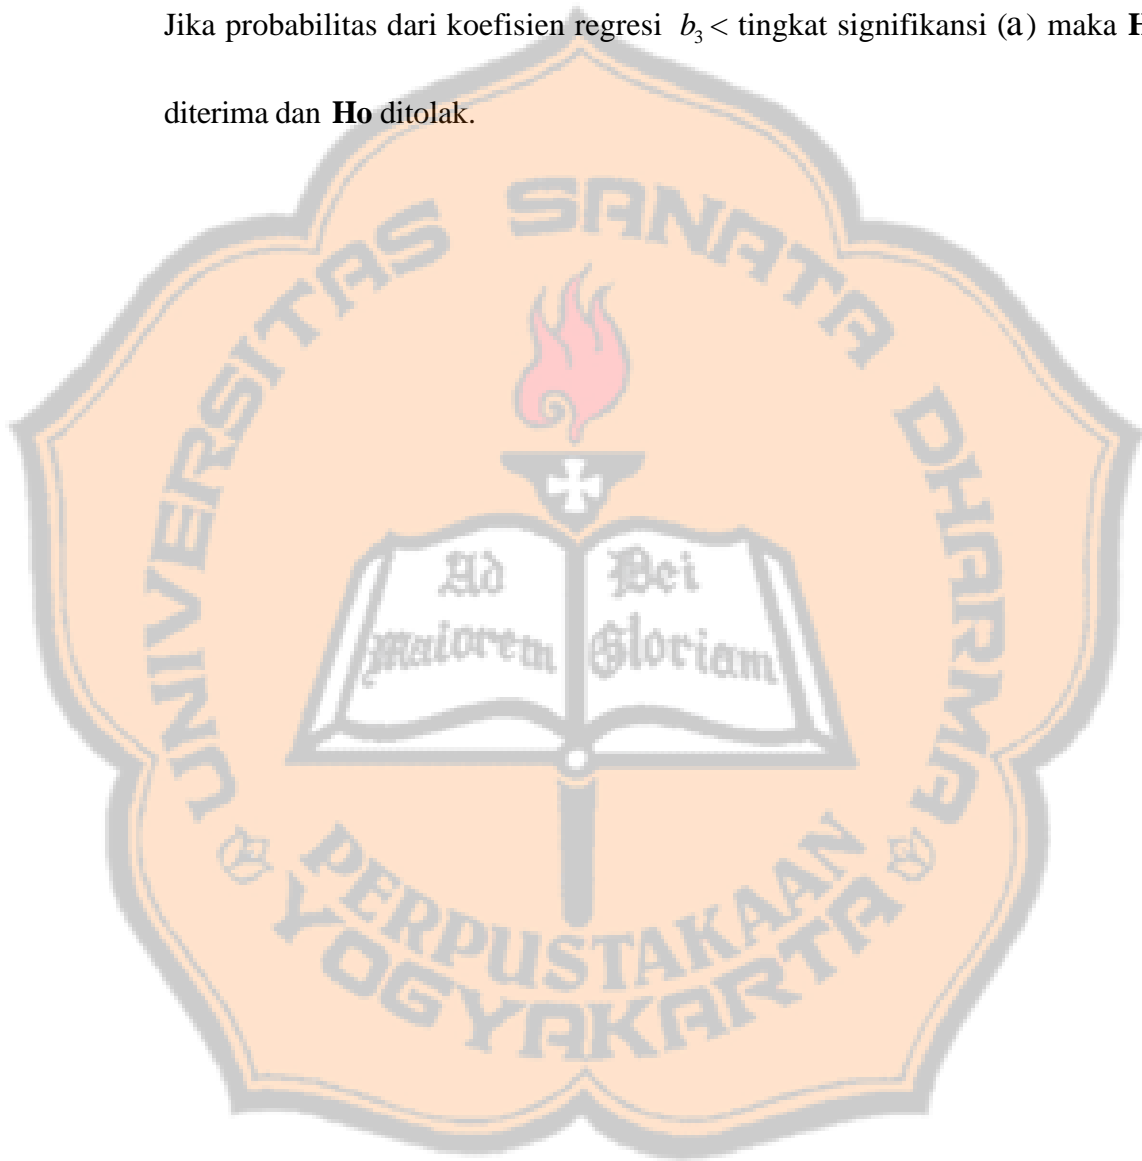 Jika probabilitas dari koefisien regresi b₃ < tingkat signifikansi (a) maka H
diterima dan Ho ditolak.
UNIVERSITAS SANATA DHARMA
Ad Dei
maiorem Gloriam
PERPUSTAKAAN
YOGYAKARTA